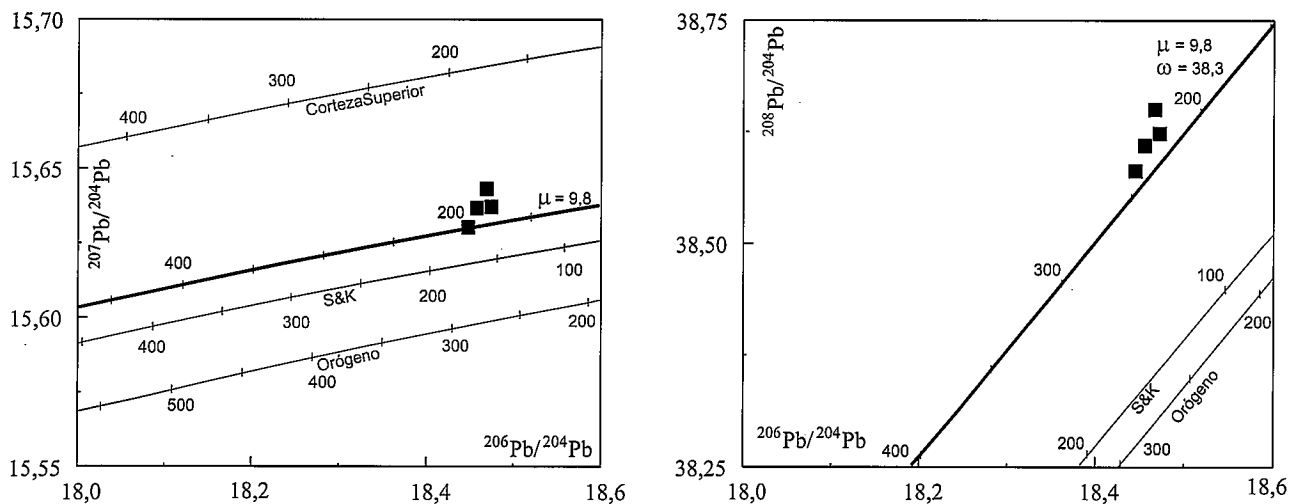 15,70
15,65
15,60
15,55
207Pb/204Pb
400
300
200
CortezaSuperior
400
200
μ = 9,8
400
300
S&K
200
100
500
400
Orógeno
300
200
206Pb/204Pb
18,0
18,2
18,4
18,6
38,75
38,50
38,25
208Pb/204Pb
μ = 9,8
ω = 38,3
200
300
400
100
S&K
200
200
Orógeno
300
206Pb/204Pb
18,0
18,2
18,4
18,6